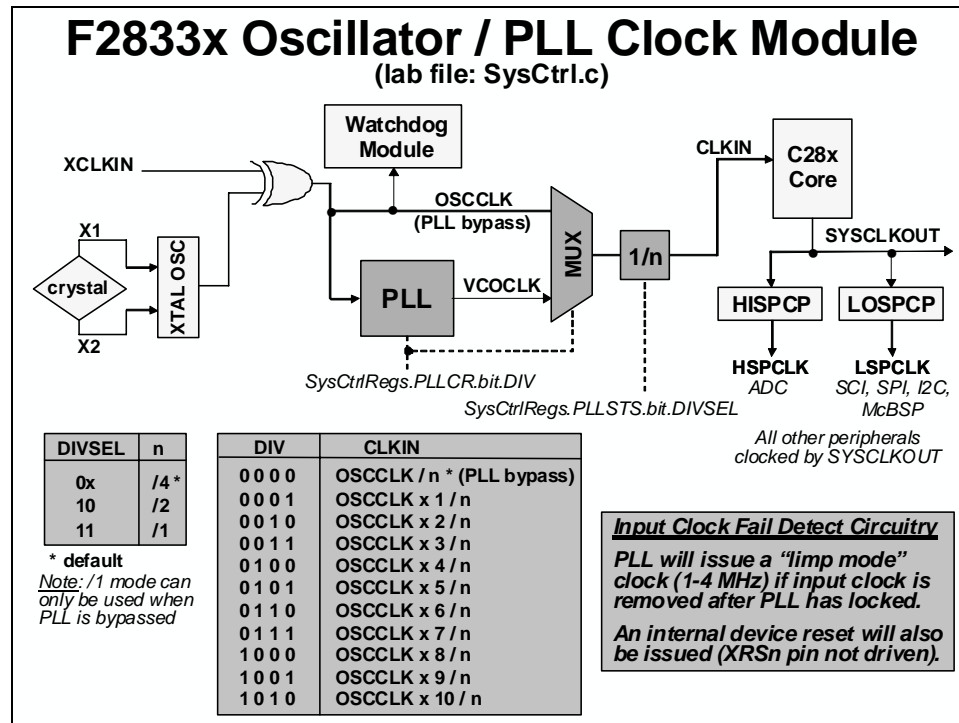 F2833x Oscillator / PLL Clock Module
(lab file: SysCtrl.c)
Watchdog
Module
XCLKIN
OSCCLK
(PLL bypass)
CLKIN
C28x
Core
X1
crystal
X2
XTAL OSC
PLL
VCOCLK
MUX
1/n
SYSCLKOUT
HISPCP
LOSPCP
HSPCLK
ADC
LSPCLK
SCI, SPI, I2C,
McBSP
All other peripherals
clocked by SYSCLKOUT
SysCtrlRegs.PLLCR.bit.DIV
SysCtrlRegs.PLLSTS.bit.DIVSEL
DIVSEL n
0x /4 *
10 /2
11 /1
* default
Note: /1 mode can
only be used when
PLL is bypassed
DIV CLKIN
0 0 0 0 OSCCLK / n * (PLL bypass)
0 0 0 1 OSCCLK x 1 / n
0 0 1 0 OSCCLK x 2 / n
0 0 1 1 OSCCLK x 3 / n
0 1 0 0 OSCCLK x 4 / n
0 1 0 1 OSCCLK x 5 / n
0 1 1 0 OSCCLK x 6 / n
0 1 1 1 OSCCLK x 7 / n
1 0 0 0 OSCCLK x 8 / n
1 0 0 1 OSCCLK x 9 / n
1 0 1 0 OSCCLK x 10 / n
Input Clock Fail Detect Circuitry
PLL will issue a “limp mode”
clock (1-4 MHz) if input clock is
removed after PLL has locked.
An internal device reset will also
be issued (XRSn pin not driven).